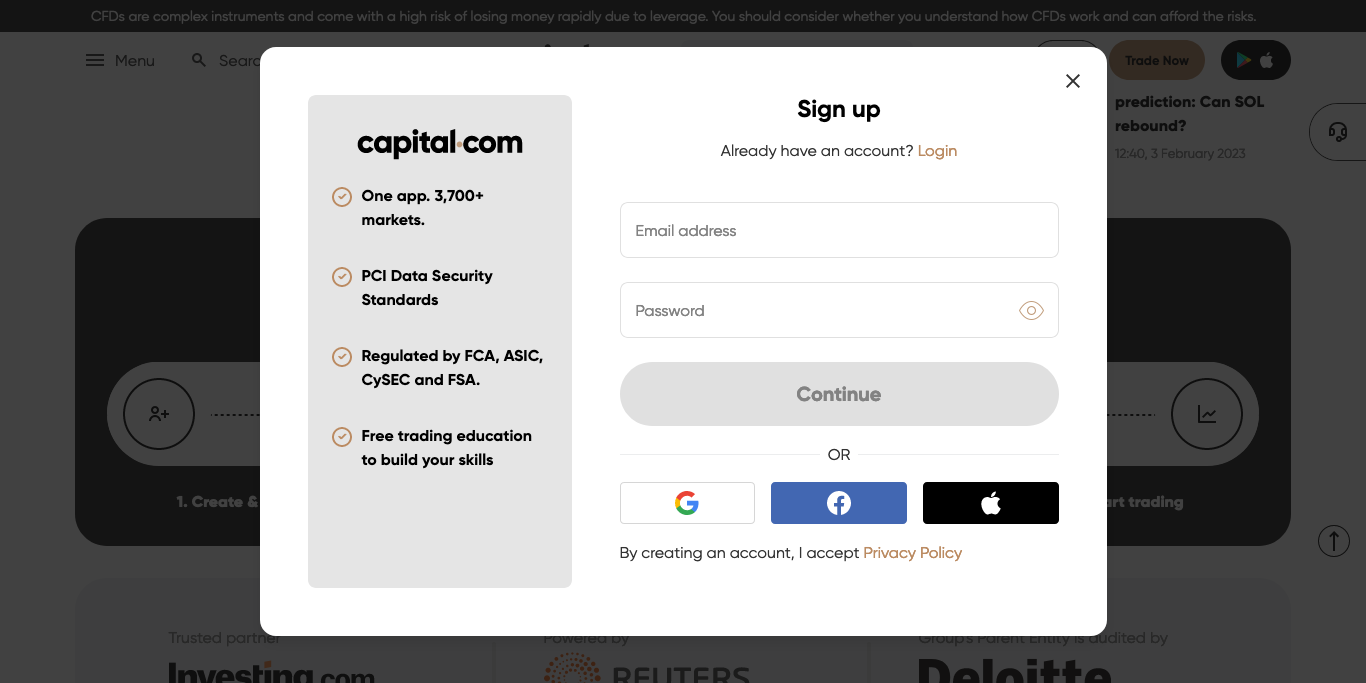 CFDs are complex instruments and come with a high risk of losing money rapidly due to leverage. You should consider whether you understand how CFDs work and can afford the risks.
Menu
Trade Now
prediction: Can SOL
rebound?
12:40, 3 February 2023
capital.com
One app. 3,700+
markets.
PCI Data Security
Standards
Regulated by FCA, ASIC,
CySEC and FSA.
Free trading education
to build your skills
Sign up
Already have an account? Login
Email address
Password
Continue
OR
By creating an account, I accept Privacy Policy
1. Create &
trading
Trusted partner
Investing.com
Powered by
REUTERS
Group's Parent Entity is audited by
Deloitte